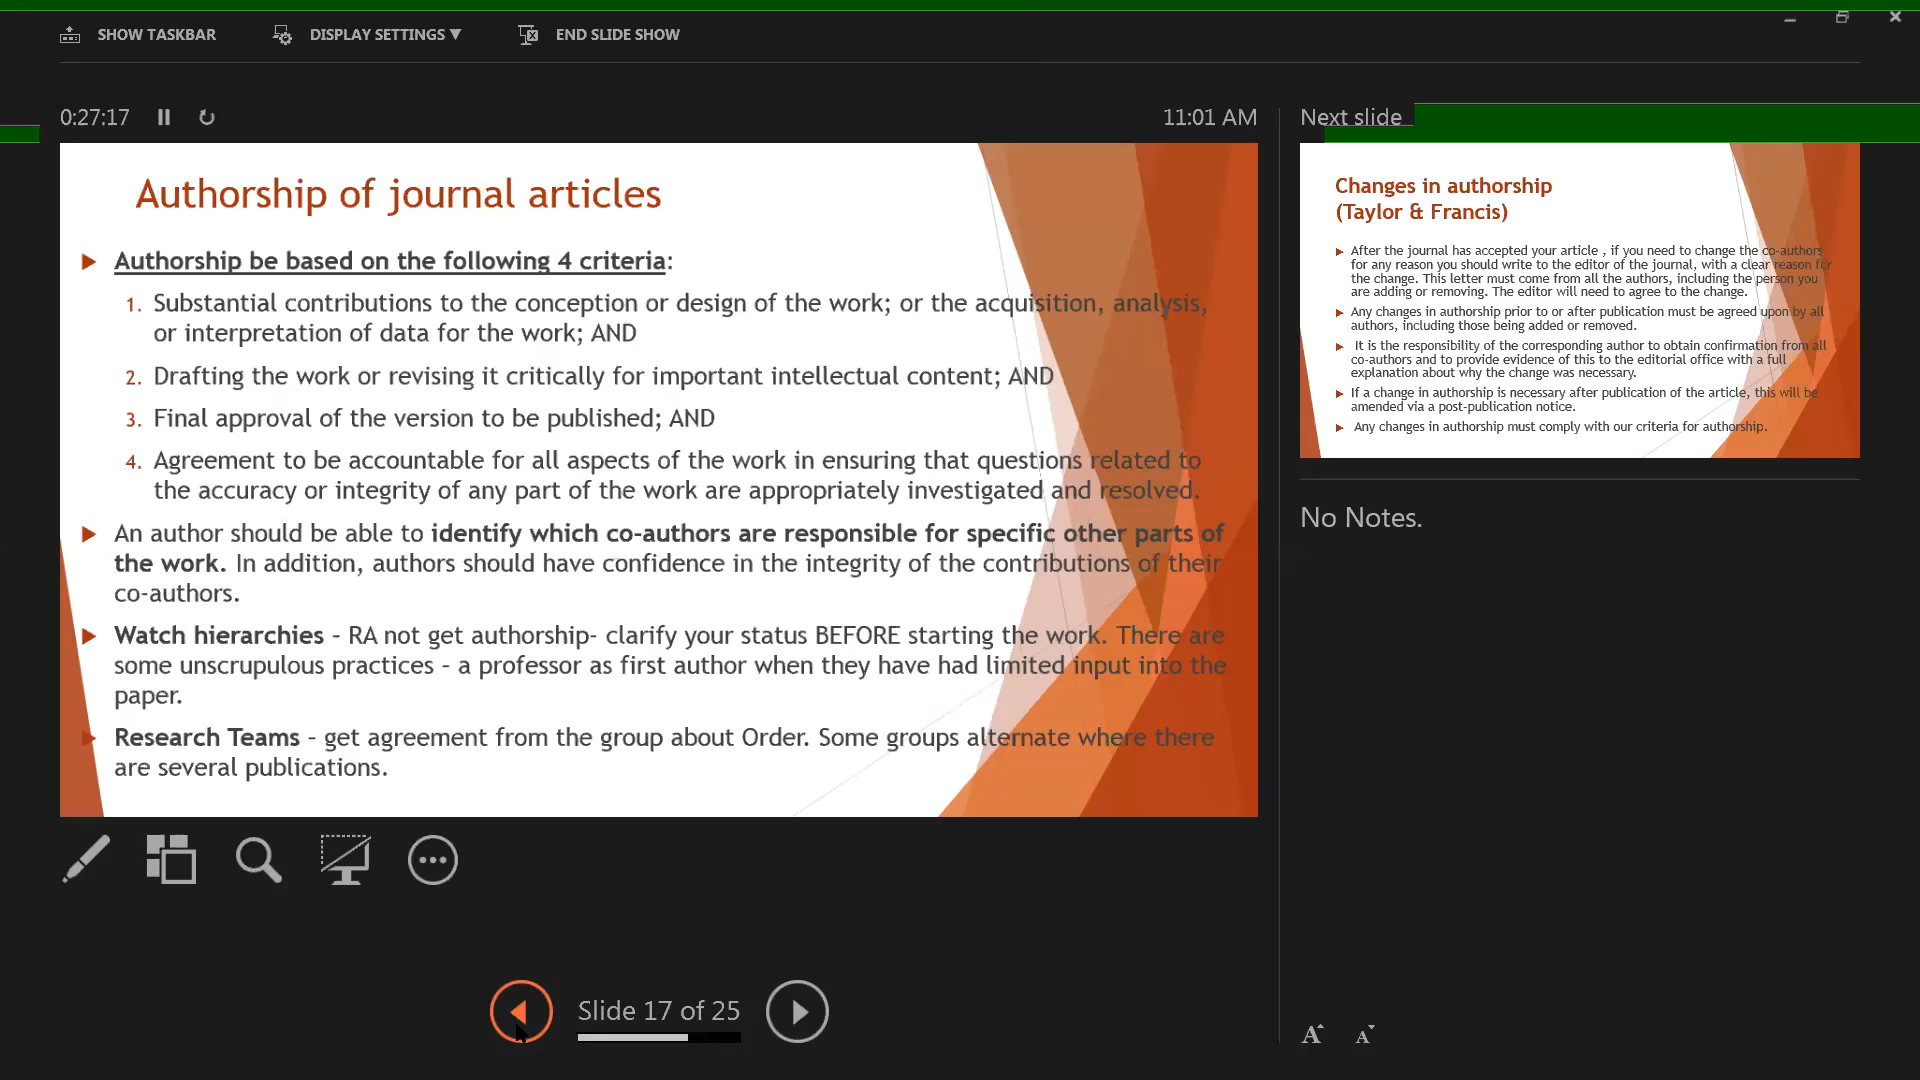 SHOW TASKBAR
DISPLAY SETTINGS ▼
END SLIDE SHOW
0:27:17
11:01 AM
Authorship of journal articles
Authorship be based on the following 4 criteria:
1. Substantial contributions to the conception or design of the work; or the acquisition, analysis,
or interpretation of data for the work; AND
2. Drafting the work or revising it critically for important intellectual content; AND
3. Final approval of the version to be published; AND
4. Agreement to be accountable for all aspects of the work in ensuring that questions related to
the accuracy or integrity of any part of the work are appropriately investigated and resolved.
An author should be able to identify which co-authors are responsible for specific other parts of
the work. In addition, authors should have confidence in the integrity of the contributions of their
co-authors.
Watch hierarchies – RA not get authorship- clarify your status BEFORE starting the work. There are
some unscrupulous practices – a professor as first author when they have had limited input into the
paper.
Research Teams – get agreement from the group about Order. Some groups alternate where there
are several publications.
Slide 17 of 25
Next slide
Changes in authorship
(Taylor & Francis)
After the journal has accepted your article , if you need to change the co-authors
for any reason you should write to the editor of the journal, with a clear reason for
the change. This letter must come from all the authors, including the person you
are adding or removing. The editor will need to agree to the change.
Any changes in authorship prior to or after publication must be agreed upon by all
authors, including those being added or removed.
It is the responsibility of the corresponding author to obtain confirmation from all
co-authors and to provide evidence of this to the editorial office with a full
explanation about why the change was necessary.
If a change in authorship is necessary after publication of the article, this will be
amended via a post-publication notice.
Any changes in authorship must comply with our criteria for authorship.
No Notes.
A A